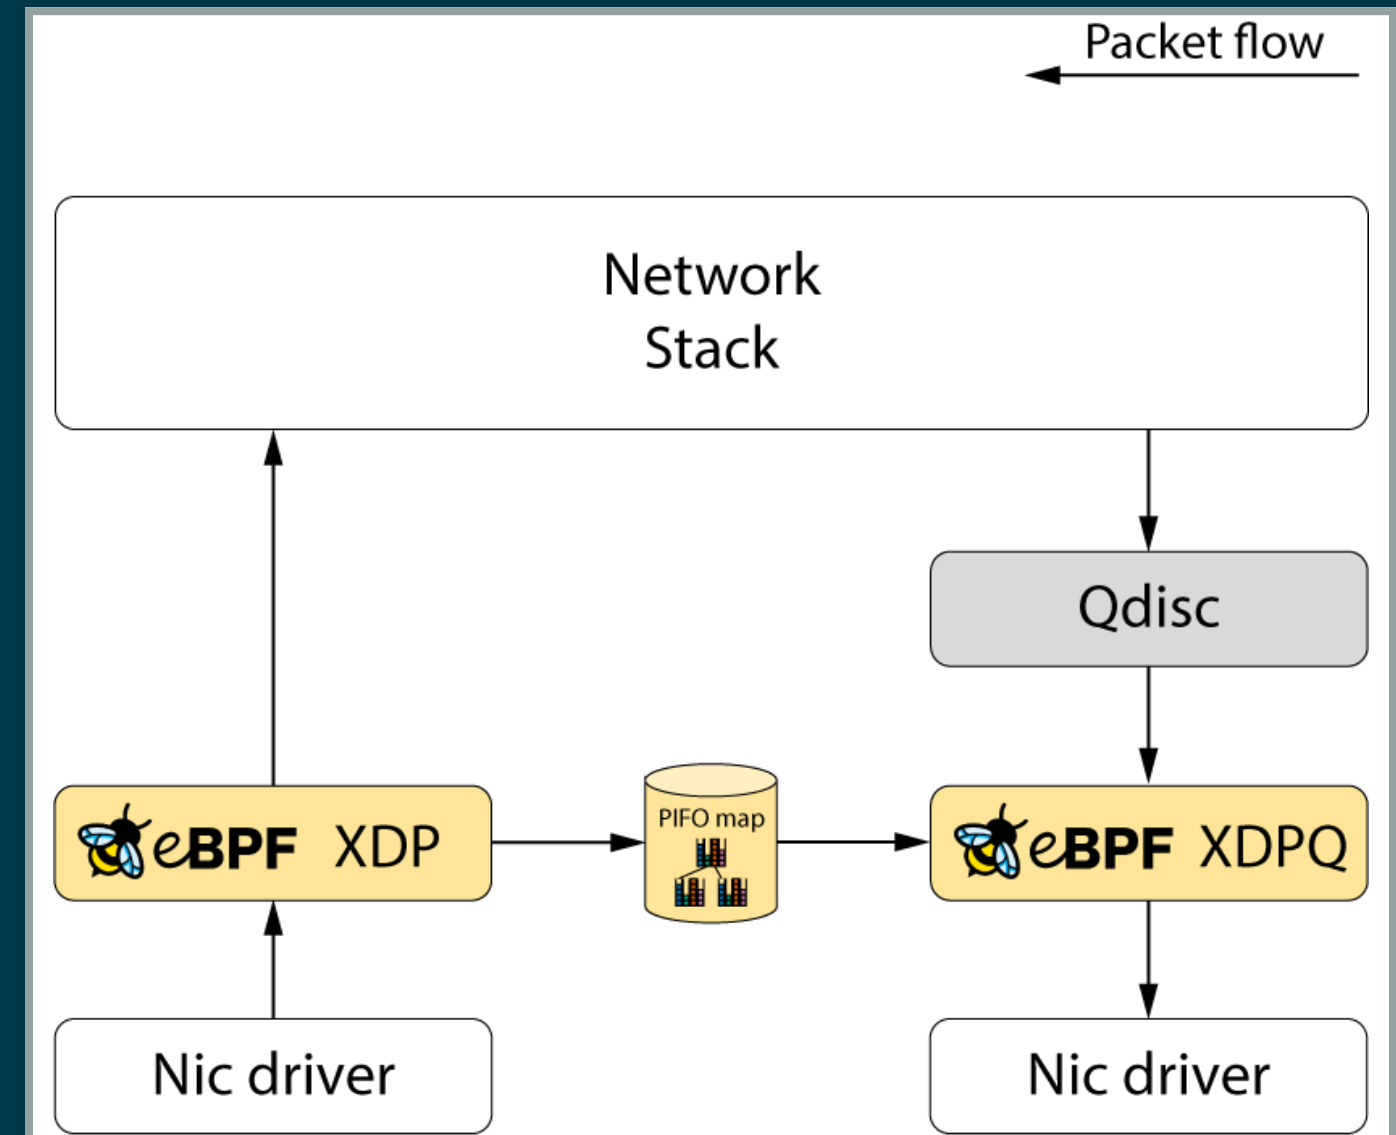 Packet flow
Network
Stack
Qdisc
eBPF XDP
PIFO map
eBPF XDPQ
Nic driver
Nic driver